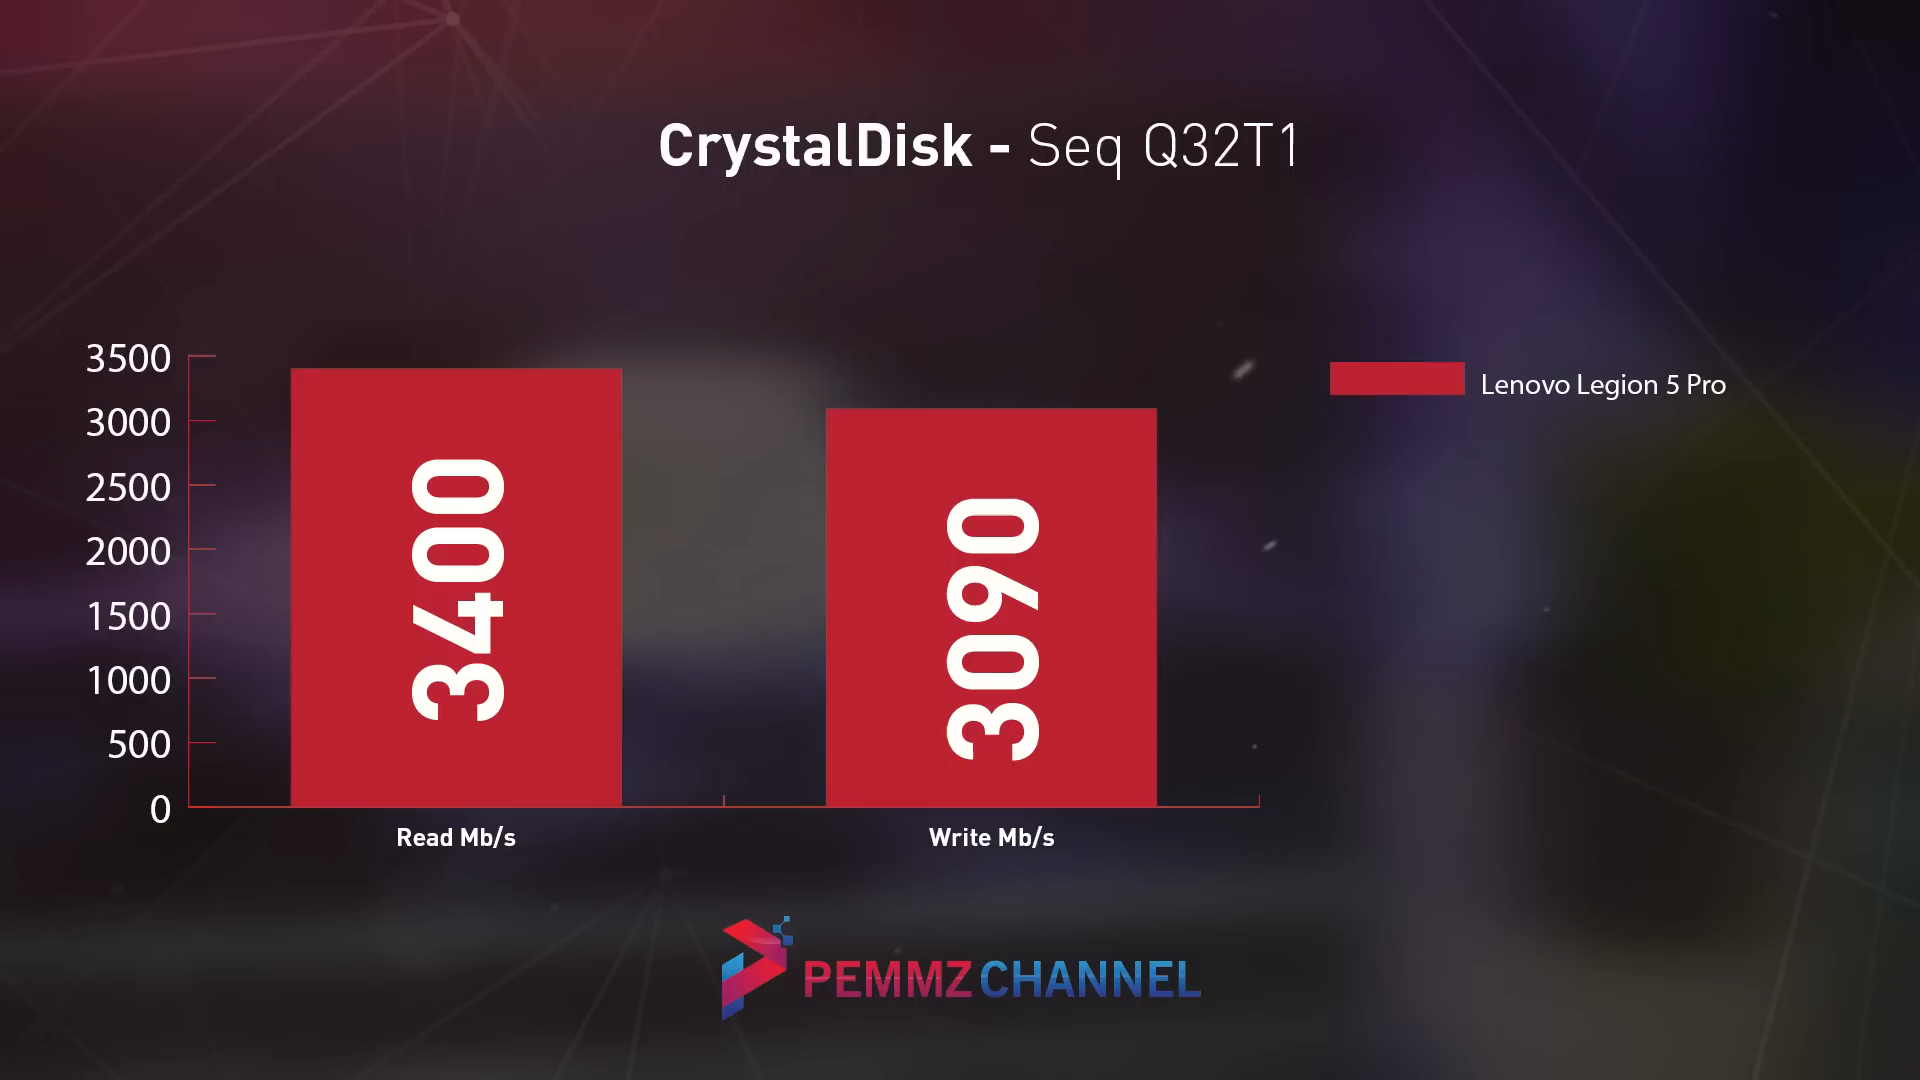 CrystalDisk - Seq Q32T1
3500
3000
2500
2000
1500
1000
500
0
3400
3090
Read Mb/s
Write Mb/s
Lenovo Legion 5 Pro
PEMMZ CHANNEL